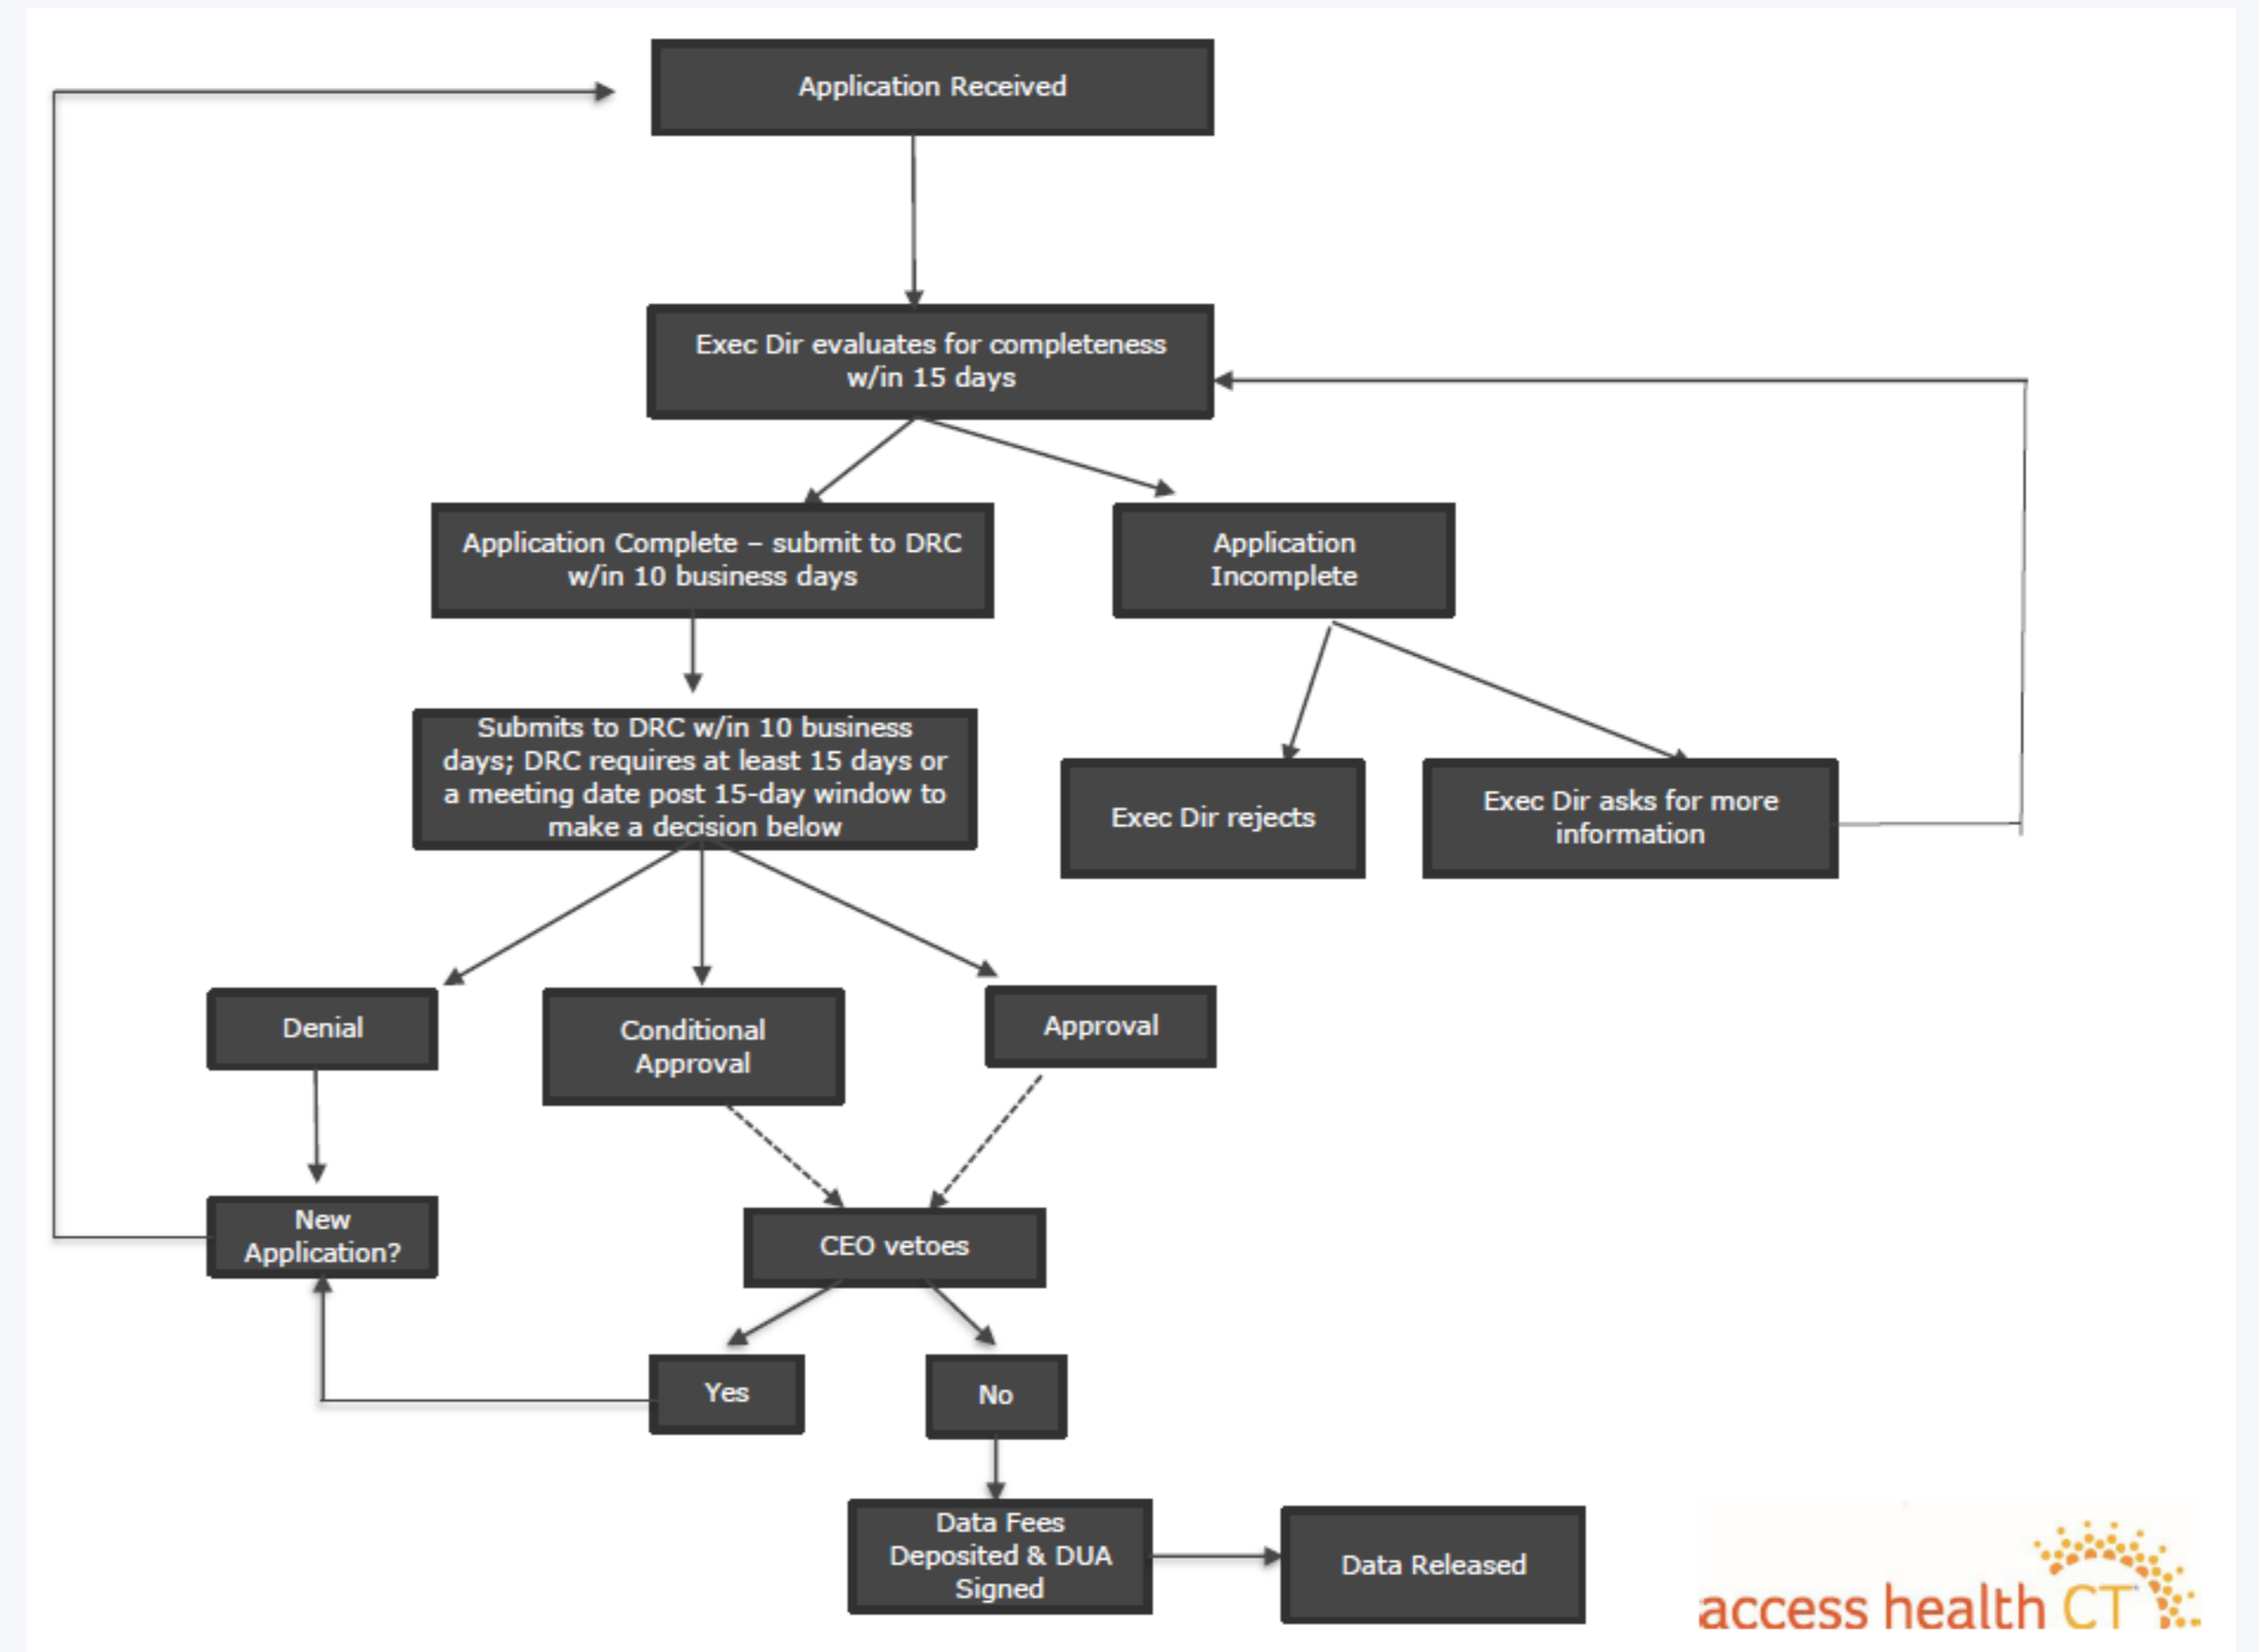 Application Received
Exec Dir evaluates for completeness
w/in 15 days
Application Complete – submit to DRC
w/in 10 business days
Application
Incomplete
Submits to DRC w/in 10 business
days; DRC requires at least 15 days or
a meeting date post 15-day window to
make a decision below
Exec Dir rejects
Exec Dir asks for more
information
Denial
Conditional
Approval
Approval
New
Application?
CEO vetoes
Yes
No
Data Fees
Deposited & DUA
Signed
Data Released
access health CT